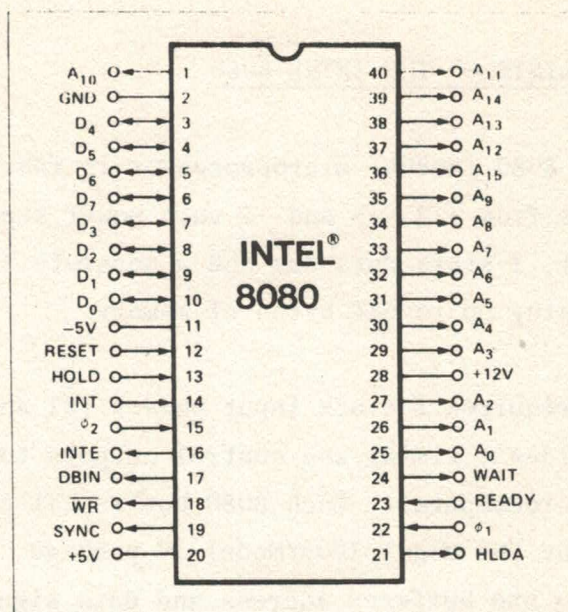 A10 1 40 A11
GND 2 39 A14
D4 3 38 A13
D5 4 37 A12
D6 5 36 A15
D7 6 35 A9
D3 7 34 A8
D2 8 33 A7
D1 9 INTEL® 32 A6
D0 10 8080 31 A5
−5V 11 30 A4
RESET 12 29 A3
HOLD 13 28 +12V
INT 14 27 A2
ϕ2 15 26 A1
INTE 16 25 A0
DBIN 17 24 WAIT
WR 18 23 READY
SYNC 19 22 ϕ1
+5V 20 21 HLDA